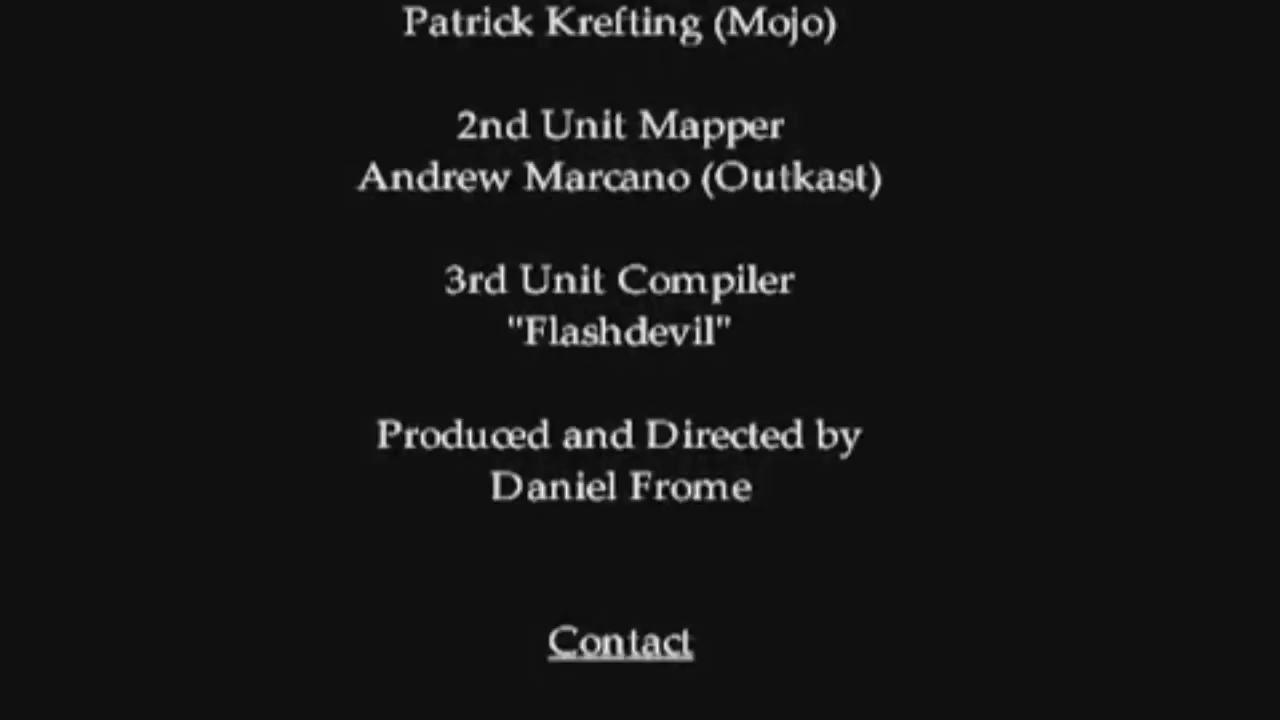 Patrick Krefting (Mojo)
2nd Unit Mapper
Andrew Marcano (Outkast)
3rd Unit Compiler
"Flashdevil"
Produced and Directed by
Daniel Frome
Contact